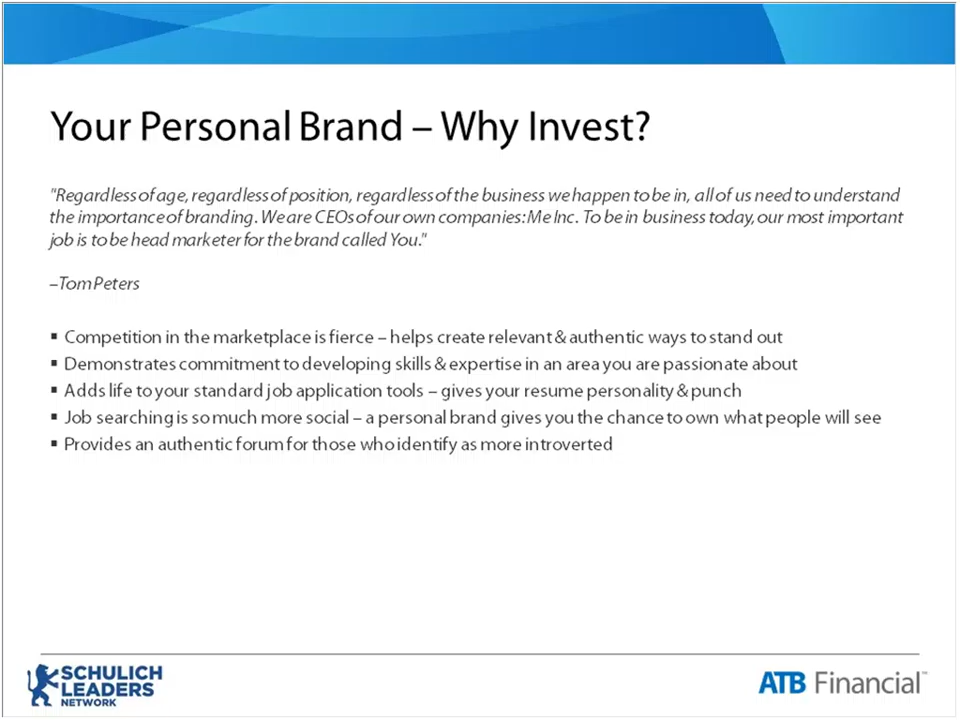 Your Personal Brand – Why Invest?
"Regardless of age, regardless of position, regardless of the business we happen to be in, all of us need to understand
the importance of branding. We are CEOs of our own companies: Me Inc. To be in business today, our most important
job is to be head marketer for the brand called You."
–Tom Peters
▪ Competition in the marketplace is fierce – helps create relevant & authentic ways to stand out
▪ Demonstrates commitment to developing skills & expertise in an area you are passionate about
▪ Adds life to your standard job application tools – gives your resume personality & punch
▪ Job searching is so much more social – a personal brand gives you the chance to own what people will see
▪ Provides an authentic forum for those who identify as more introverted
SCHULICH
LEADERS
NETWORK
ATB Financial™